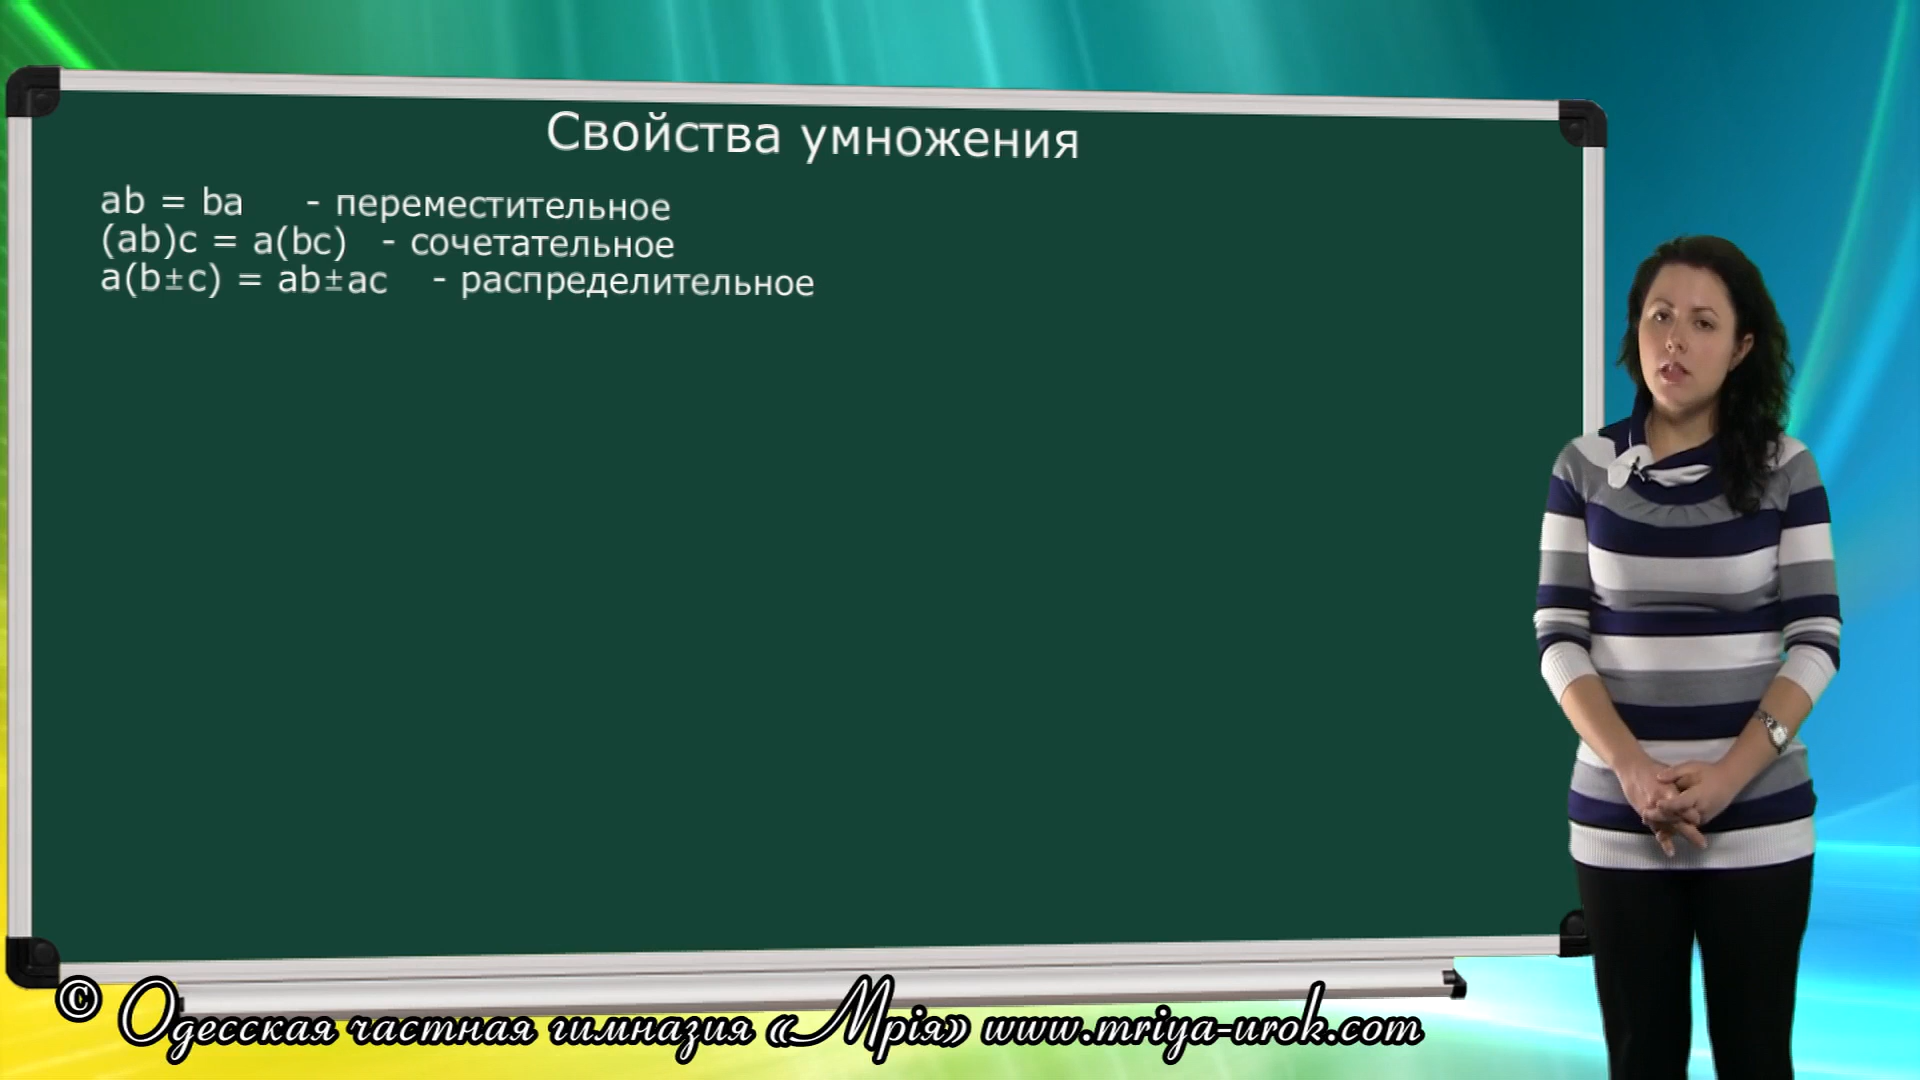 Свойства умножения
ab = ba - переместительное
(ab)c = a(bc) - сочетательное
a(b±c) = ab±ac - распределительное
© Одесская частная гимназия «Мрія» www.mriya-urok.com